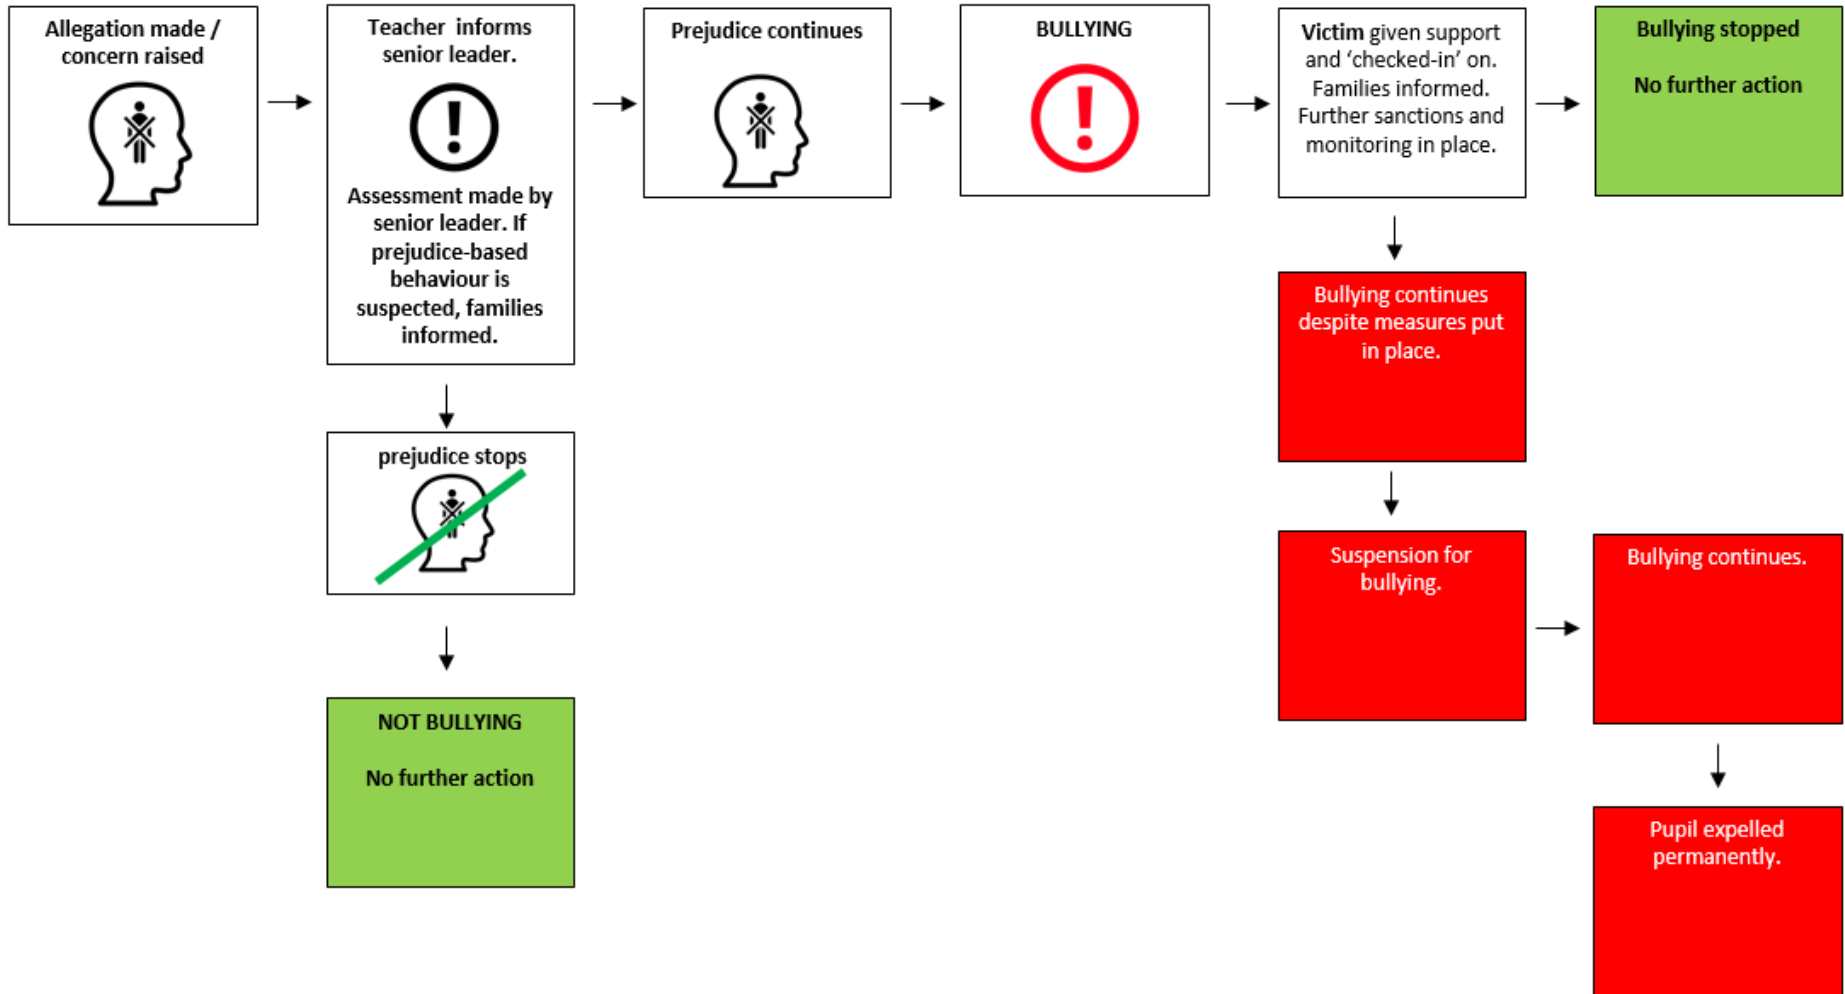 Allegation made /
concern raised
Teacher informs
senior leader.
!
Assessment made by
senior leader. If
prejudice-based
behaviour is
suspected, families
informed.
Prejudice continues
BULLYING
!
Victim given support
and ‘checked-in’ on.
Families informed.
Further sanctions and
monitoring in place.
Bullying stopped
No further action
prejudice stops
NOT BULLYING
No further action
Bullying continues
despite measures put
in place.
Suspension for
bullying.
Bullying continues.
Pupil expelled
permanently.